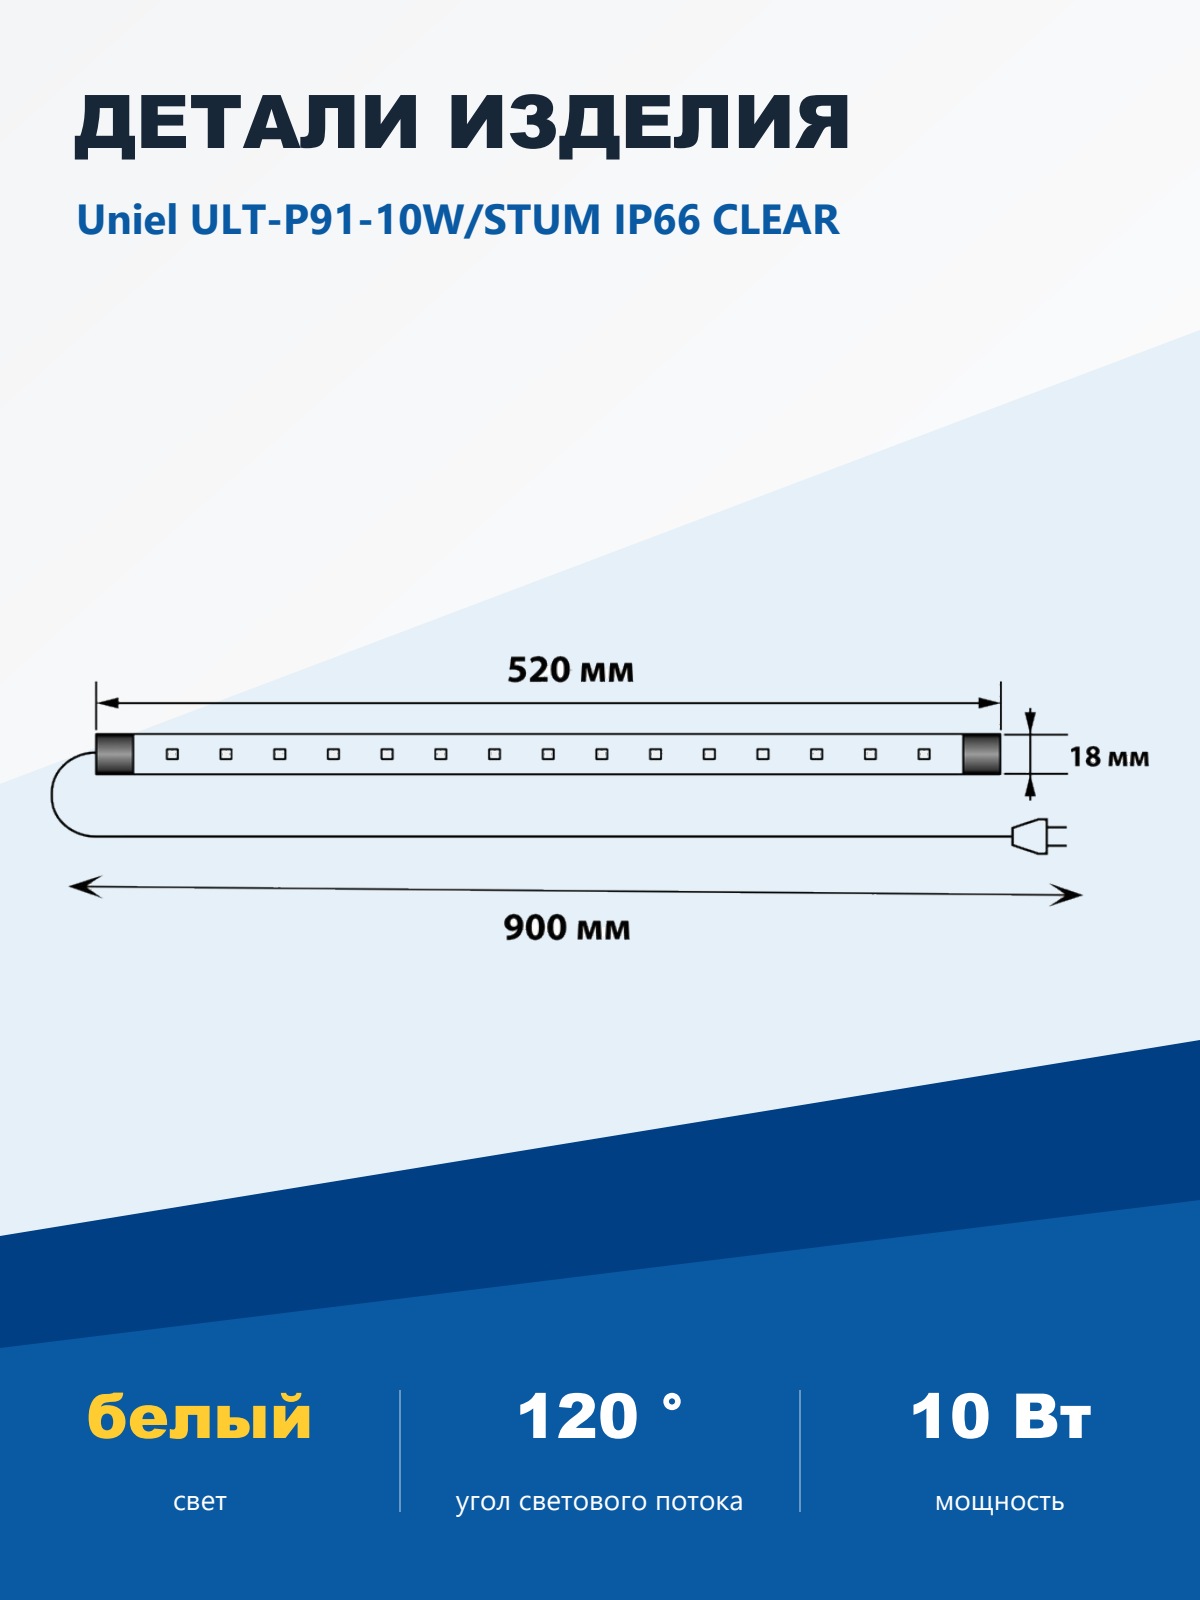 ДЕТАЛИ ИЗДЕЛИЯ
Uniel ULT-P91-10W/STUM IP66 CLEAR
520 мм
18 мм
900 мм
белый
свет
120 °
угол светового потока
10 Вт
мощность